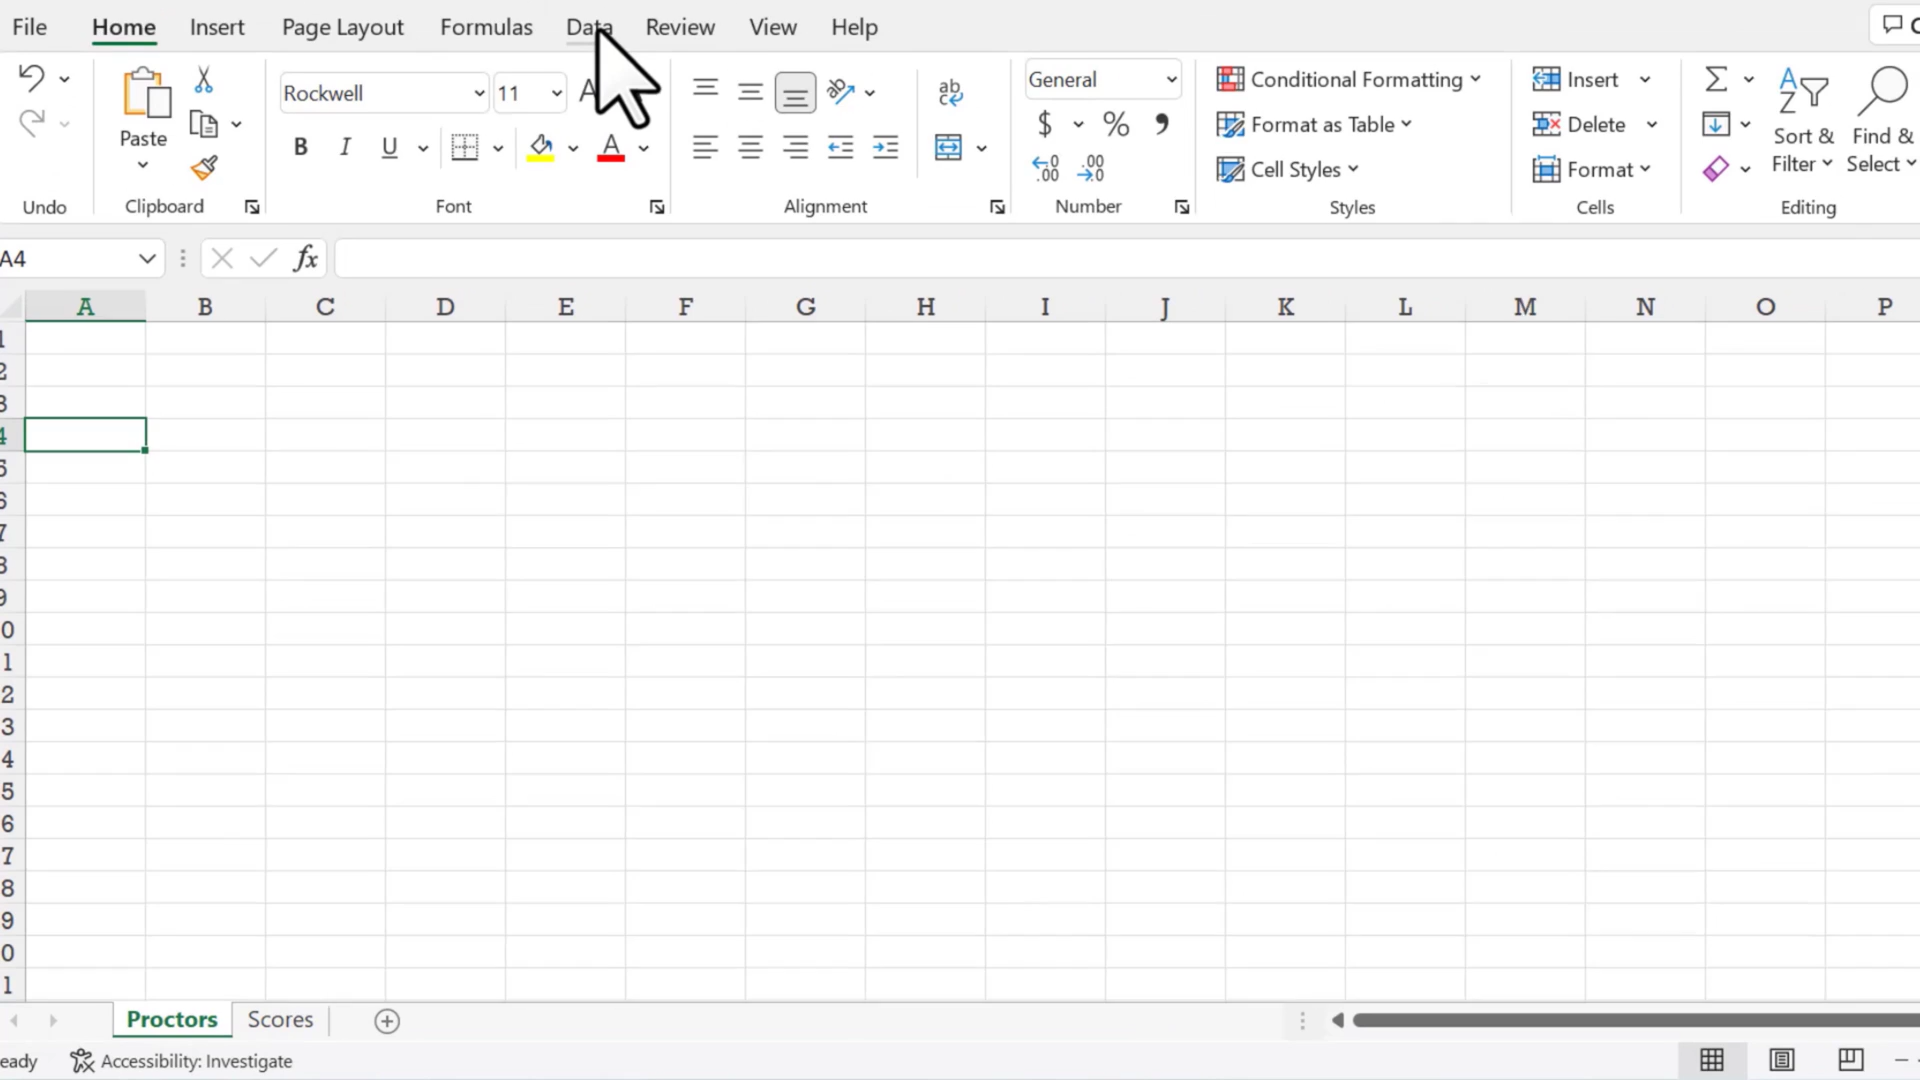 File Home Insert Page Layout Formulas Data Review View Help
Rockwell 11 General Conditional Formatting Insert
Paste Format as Table Delete Sort & Find &
B I U Cell Styles Format Filter Select
Undo Clipboard Font Alignment Number Styles Cells Editing
A4 fx
A B C D E F G H I J K L M N O P
1
2
3
4
5
6
7
8
9
0
1
2
3
4
5
6
7
8
9
0
1
Proctors Scores
eady Accessibility: Investigate